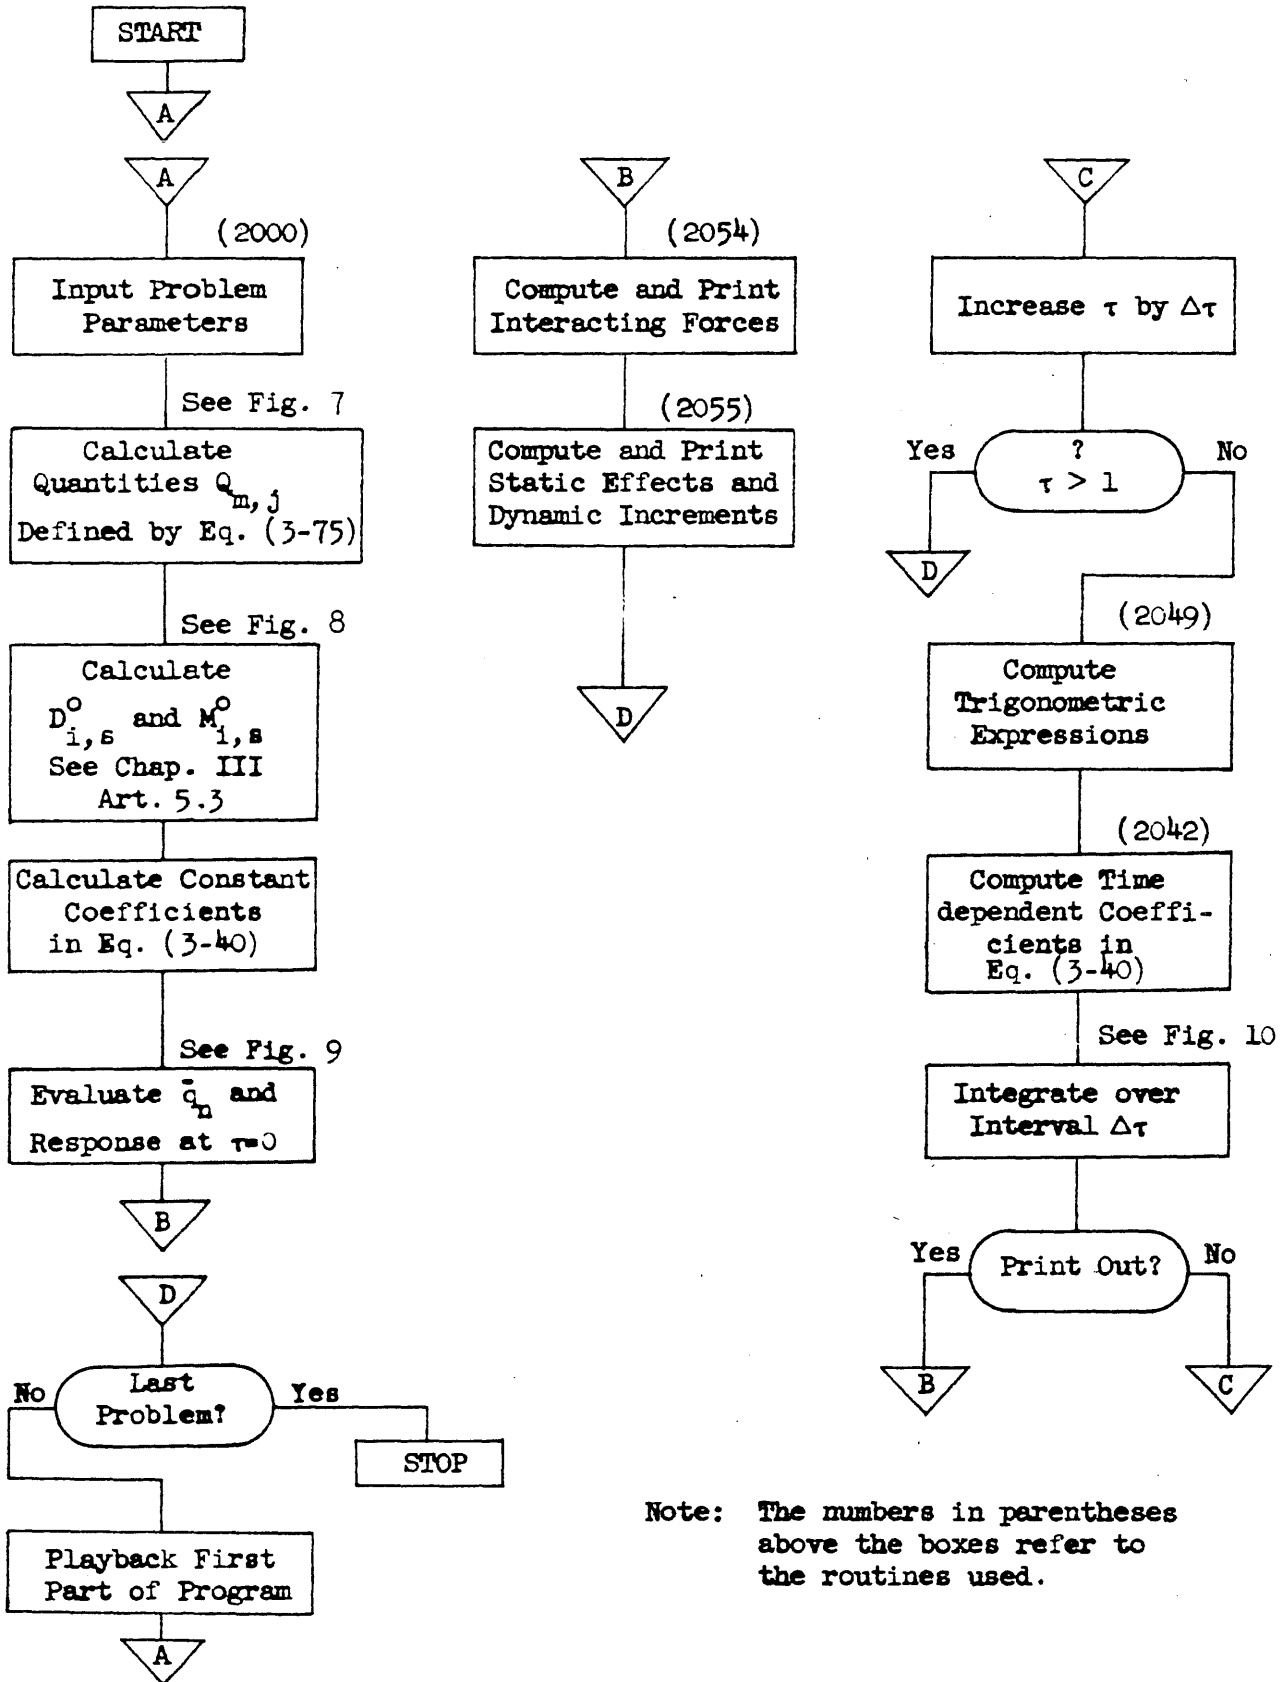 START
A
A
(2000)
Input Problem
Parameters
See Fig. 7
Calculate
Quantities Q_{m,j}
Defined by Eq. (3-75)
See Fig. 8
Calculate
D^o_{i,s} and M^o_{i,s}
See Chap. III
Art. 5.3
Calculate Constant
Coefficients
in Eq. (3-40)
See Fig. 9
Evaluate q̄_n and
Response at τ=0
B
D
Last
Problem?
No
Yes
STOP
Playback First
Part of Program
A
B
(2054)
Compute and Print
Interacting Forces
(2055)
Compute and Print
Static Effects and
Dynamic Increments
D
C
Increase τ by Δτ
?
τ > 1
Yes
No
D
(2049)
Compute
Trigonometric
Expressions
(2042)
Compute Time
dependent Coeffi-
cients in
Eq. (3-40)
See Fig. 10
Integrate over
Interval Δτ
Print Out?
Yes
No
B
C
Note: The numbers in parentheses
above the boxes refer to
the routines used.